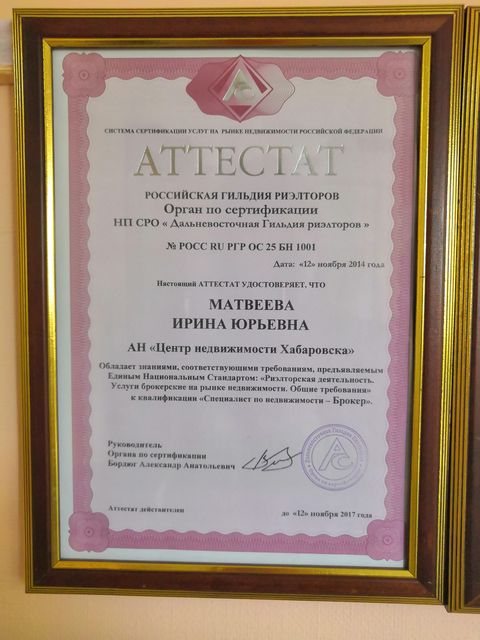 СИСТЕМА СЕРТИФИКАЦИИ УСЛУГ НА РЫНКЕ НЕДВИЖИМОСТИ РОССИЙСКОЙ ФЕДЕРАЦИИ
АТТЕСТАТ
РОССИЙСКАЯ ГИЛЬДИЯ РИЭЛТОРОВ
Орган по сертификации
НП СРО « Дальневосточная Гильдия риэлторов »
№ РОСС RU РГР ОС 25 БН 1001
Дата: «12» ноября 2014 года
Настоящий АТТЕСТАТ УДОСТОВЕРЯЕТ, ЧТО
МАТВЕЕВА
ИРИНА ЮРЬЕВНА
АН «Центр недвижимости Хабаровска»
Обладает знаниями, соответствующими требованиям, предъявляемым
Единым Национальным Стандартом: «Риэлторская деятельность.
Услуги брокерские на рынке недвижимости. Общие требования»
к квалификации «Специалист по недвижимости – Брокер».
Руководитель
Органа по сертификации
Бордюг Александр Анатольевич
Аттестат действителен до «12» ноября 2017 года